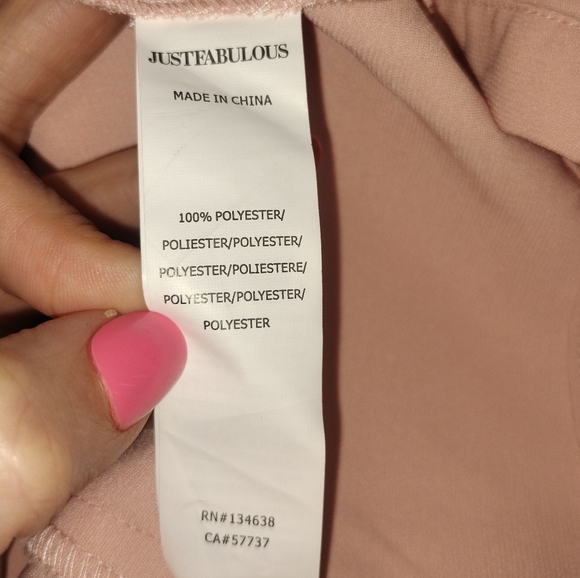 JUSTFABULOUS
MADE IN CHINA
100% POLYESTER/
POLIESTER/POLYESTER/
POLYESTER/POLIESTERE/
POLYESTER/POLYESTER/
POLYESTER
RN#134638
CA#57737